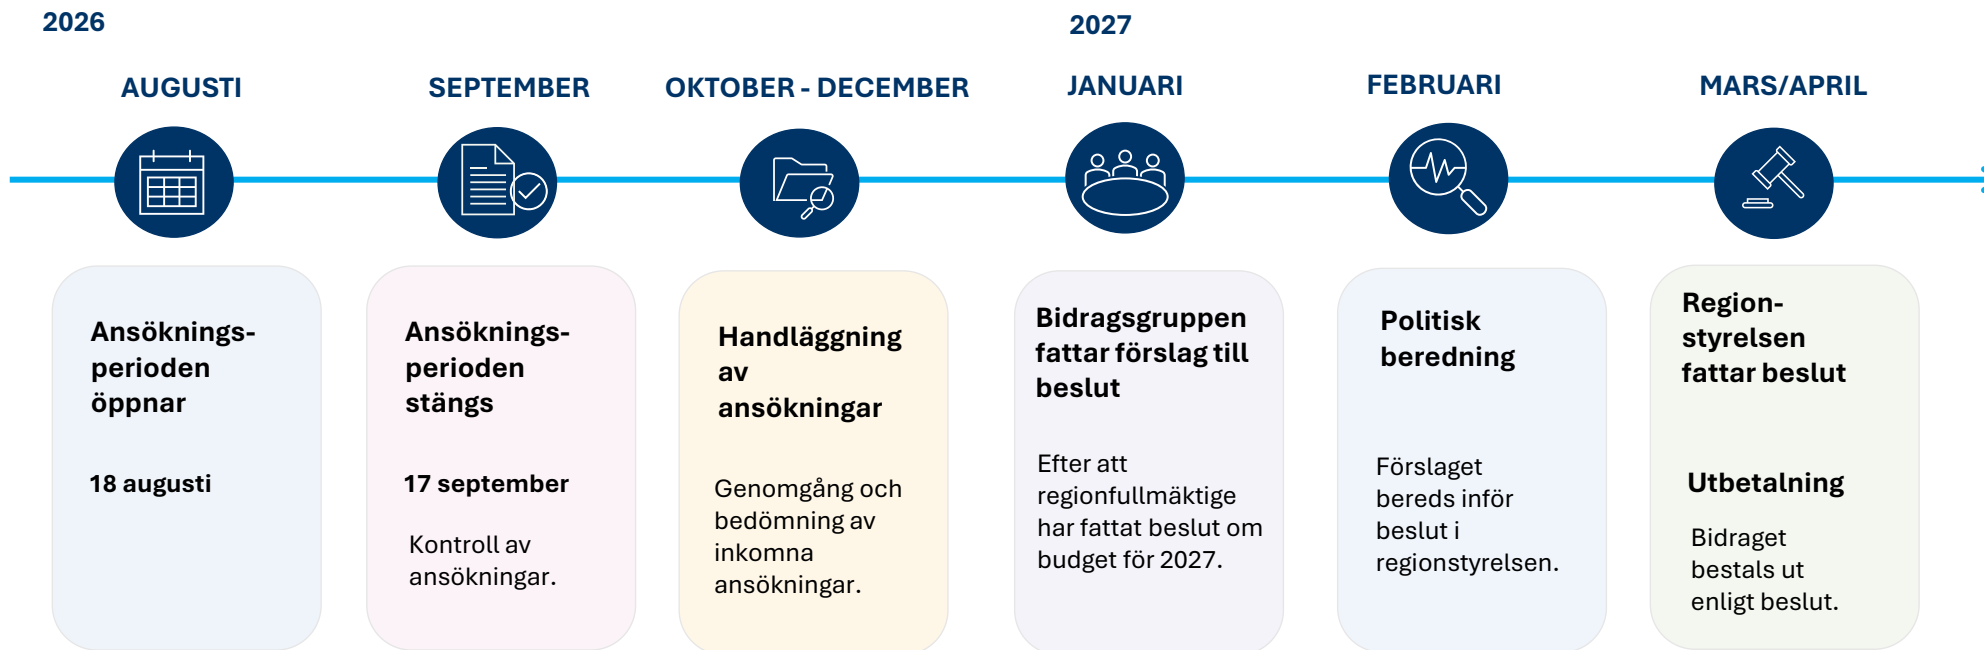 2026
2027
AUGUSTI
SEPTEMBER
OKTOBER - DECEMBER
JANUARI
FEBRUARI
MARS/APRIL
Ansöknings-
perioden
öppnar
18 augusti
Ansöknings-
perioden
stängs
17 september
Kontroll av
ansökningar.
Handläggning
av
ansökningar
Genomgång och
bedömning av
inkomna
ansökningar.
Bidragsgruppen
fattar förslag till
beslut
Efter att
regionfullmäktige
har fattat beslut om
budget för 2027.
Politisk
beredning
Förslaget
bereds inför
beslut i
regionstyrelsen.
Region-
styrelsen
fattar beslut
Utbetalning
Bidraget
bestals ut
enligt beslut.